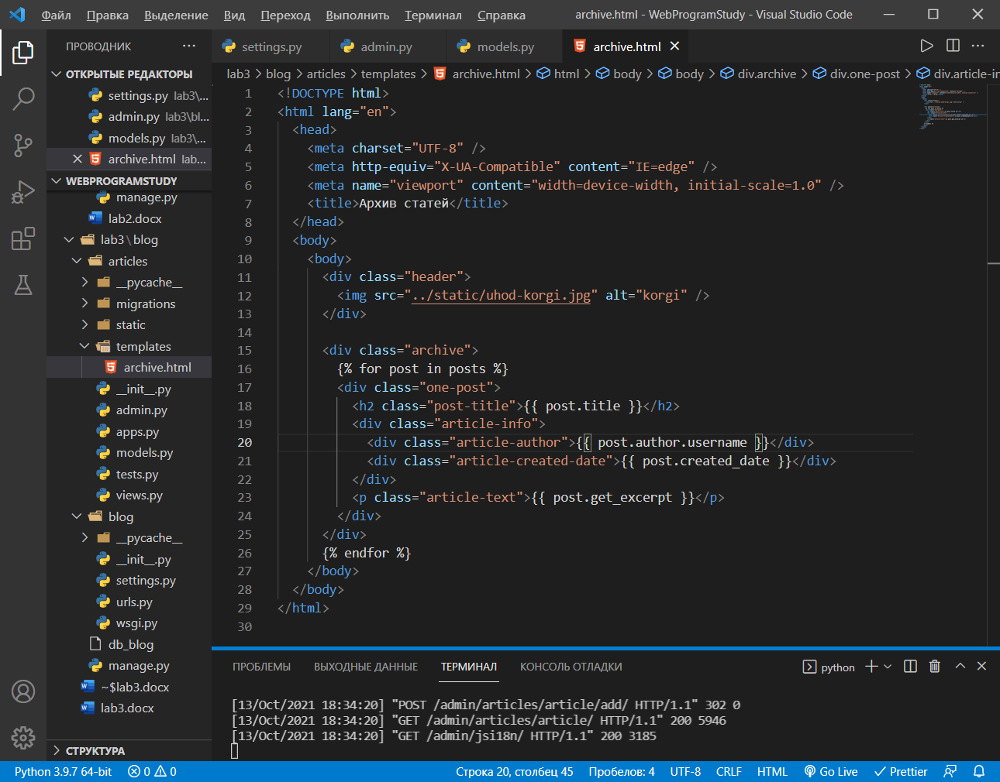 Файл Правка Выделение Вид Переход Выполнить Терминал Справка archive.html - WebProgramStudy - Visual Studio Code
ПРОВОДНИК
settings.py admin.py models.py archive.html
ОТКРЫТЫЕ РЕДАКТОРЫ
settings.py lab3\...
admin.py lab3\bl...
models.py lab3\...
archive.html lab...
WEBPROGRAMSTUDY
manage.py
lab2.docx
lab3\blog
articles
__pycache__
migrations
static
templates
archive.html
__init__.py
admin.py
apps.py
models.py
tests.py
views.py
blog
__pycache__
__init__.py
settings.py
urls.py
wsgi.py
db_blog
manage.py
~$lab3.docx
lab3.docx
СТРУКТУРА
lab3 > blog > articles > templates > archive.html > html > body > body > div.archive > div.one-post > div.article-in
1 <!DOCTYPE html>
2 <html lang="en">
3 <head>
4 <meta charset="UTF-8" />
5 <meta http-equiv="X-UA-Compatible" content="IE=edge" />
6 <meta name="viewport" content="width=device-width, initial-scale=1.0" />
7 <title>Архив статей</title>
8 </head>
9 <body>
10 <body>
11 <div class="header">
12 <img src="../static/uhod-korgi.jpg" alt="korgi" />
13 </div>
14
15 <div class="archive">
16 {% for post in posts %}
17 <div class="one-post">
18 <h2 class="post-title">{{ post.title }}</h2>
19 <div class="article-info">
20 <div class="article-author">{{ post.author.username }}</div>
21 <div class="article-created-date">{{ post.created_date }}</div>
22 </div>
23 <p class="article-text">{{ post.get_excerpt }}</p>
24 </div>
25 </div>
26 {% endfor %}
27 </body>
28 </body>
29 </html>
30
ПРОБЛЕМЫ ВЫХОДНЫЕ ДАННЫЕ ТЕРМИНАЛ КОНСОЛЬ ОТЛАДКИ python
[13/Oct/2021 18:34:20] "POST /admin/articles/article/add/ HTTP/1.1" 302 0
[13/Oct/2021 18:34:20] "GET /admin/articles/article/ HTTP/1.1" 200 5946
[13/Oct/2021 18:34:20] "GET /admin/jsi18n/ HTTP/1.1" 200 3185
Python 3.9.7 64-bit 0 0 Строка 20, столбец 45 Пробелов: 4 UTF-8 CRLF HTML Go Live Prettier